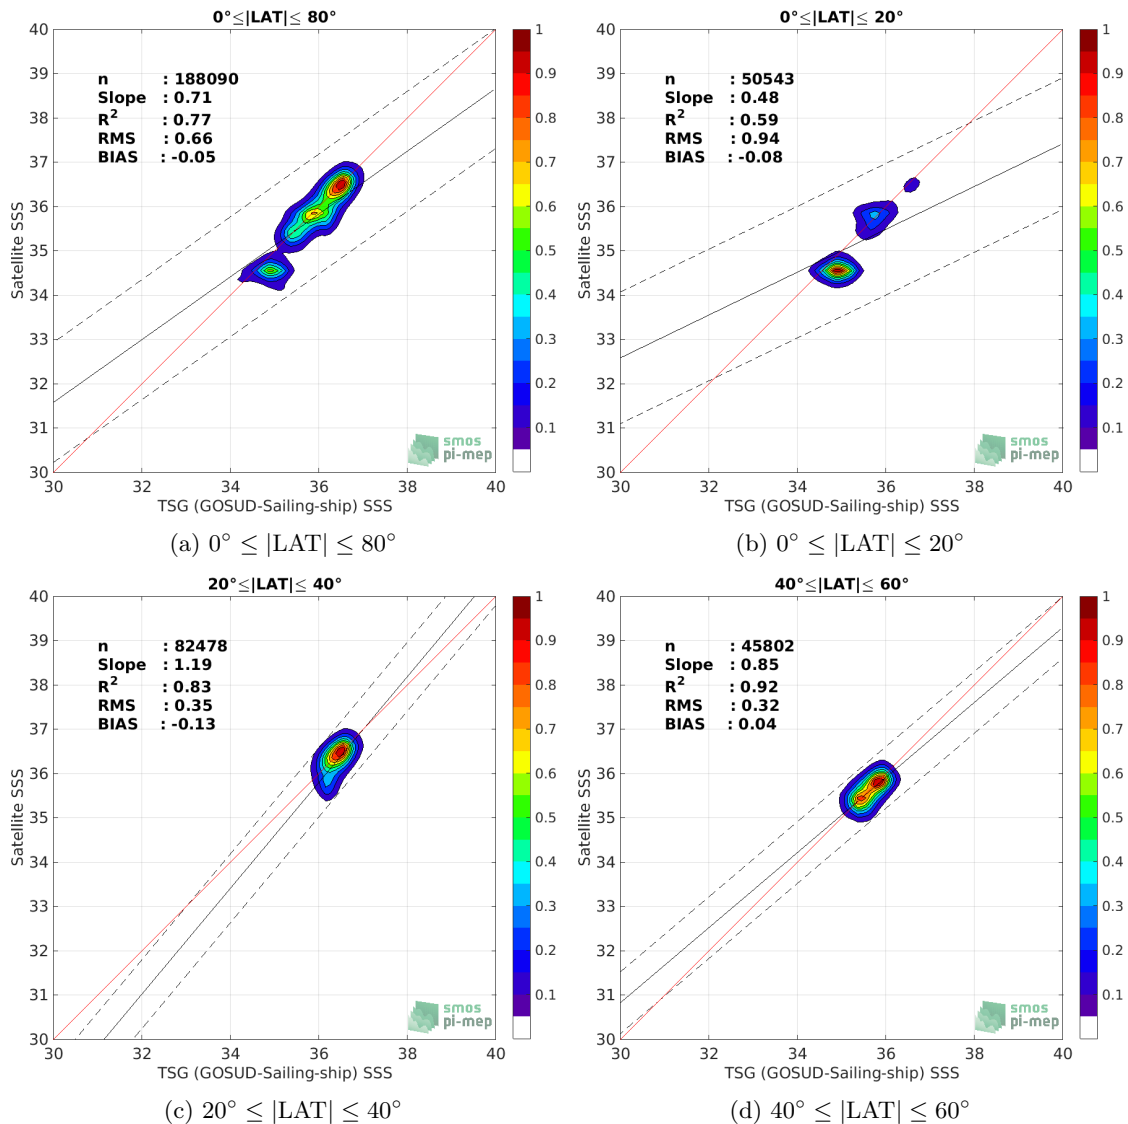 0°≤|LAT|≤ 80°
40
39
38
37
36
35
34
33
32
31
30
Satellite SSS
n : 188090
Slope : 0.71
R² : 0.77
RMS : 0.66
BIAS : -0.05
smos
pi-mep
30 32 34 36 38 40
TSG (GOSUD-Sailing-ship) SSS
1
0.9
0.8
0.7
0.6
0.5
0.4
0.3
0.2
0.1
(a) 0° ≤ |LAT| ≤ 80°
0°≤|LAT|≤ 20°
40
39
38
37
36
35
34
33
32
31
30
Satellite SSS
n : 50543
Slope : 0.48
R² : 0.59
RMS : 0.94
BIAS : -0.08
smos
pi-mep
30 32 34 36 38 40
TSG (GOSUD-Sailing-ship) SSS
1
0.9
0.8
0.7
0.6
0.5
0.4
0.3
0.2
0.1
(b) 0° ≤ |LAT| ≤ 20°
20°≤|LAT|≤ 40°
40
39
38
37
36
35
34
33
32
31
30
Satellite SSS
n : 82478
Slope : 1.19
R² : 0.83
RMS : 0.35
BIAS : -0.13
smos
pi-mep
30 32 34 36 38 40
TSG (GOSUD-Sailing-ship) SSS
1
0.9
0.8
0.7
0.6
0.5
0.4
0.3
0.2
0.1
(c) 20° ≤ |LAT| ≤ 40°
40°≤|LAT|≤ 60°
40
39
38
37
36
35
34
33
32
31
30
Satellite SSS
n : 45802
Slope : 0.85
R² : 0.92
RMS : 0.32
BIAS : 0.04
smos
pi-mep
30 32 34 36 38 40
TSG (GOSUD-Sailing-ship) SSS
1
0.9
0.8
0.7
0.6
0.5
0.4
0.3
0.2
0.1
(d) 40° ≤ |LAT| ≤ 60°